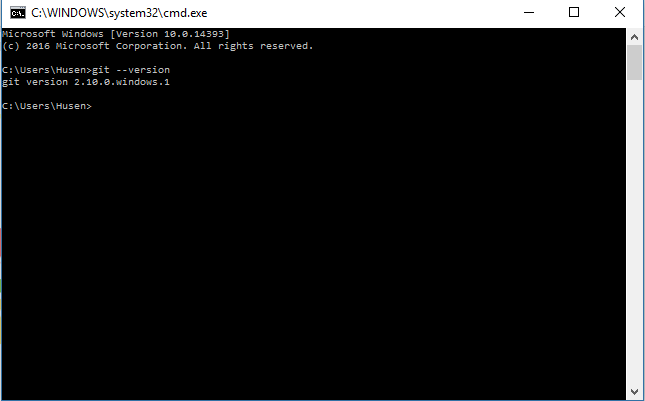 C:\WINDOWS\system32\cmd.exe
Microsoft Windows [Version 10.0.14393]
(c) 2016 Microsoft Corporation. All rights reserved.
C:\Users\Husen>git --version
git version 2.10.0.windows.1
C:\Users\Husen>